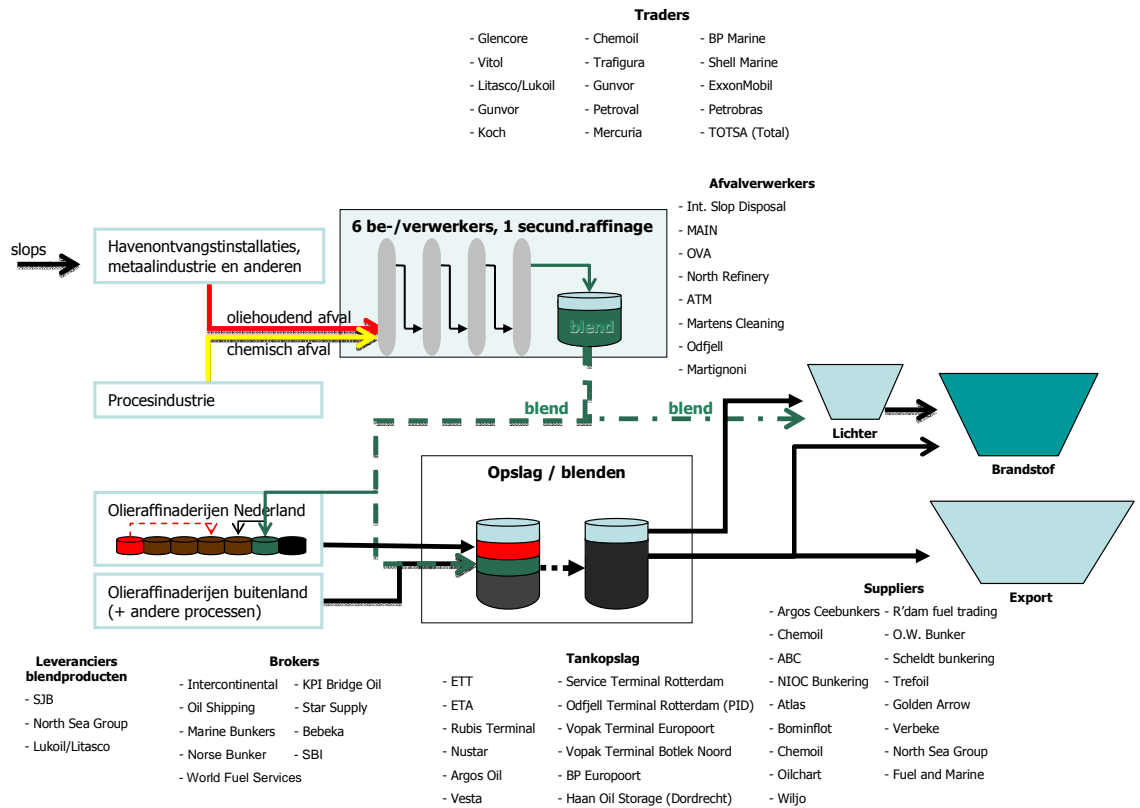 Traders
- Glencore
- Vitol
- Litasco/Lukoil
- Gunvor
- Koch
- Chemoil
- Trafigura
- Gunvor
- Petroval
- Mercuria
- BP Marine
- Shell Marine
- ExxonMobil
- Petrobras
- TOTSA (Total)
Afvalverwerkers
- Int. Slop Disposal
- MAIN
- OVA
- North Refinery
- ATM
- Martens Cleaning
- Odfjell
- Martignoni
slops
Havenontvangstinstallaties,
metaalindustrie en anderen
6 be-/verwerkers, 1 secund.raffinage
oliehoudend afval
chemisch afval
blend
Procesindustrie
blend
blend
Lichter
Brandstof
Export
Olieraffinaderijen Nederland
Olieraffinaderijen buitenland
(+ andere processen)
Opslag / blenden
Leveranciers
blendproducten
- SJB
- North Sea Group
- Lukoil/Litasco
Brokers
- Intercontinental
- Oil Shipping
- Marine Bunkers
- Norse Bunker
- World Fuel Services
- KPI Bridge Oil
- Star Supply
- Bebeka
- SBI
Tankopslag
- ETT
- ETA
- Rubis Terminal
- Nustar
- Argos Oil
- Vesta
- Service Terminal Rotterdam
- Odfjell Terminal Rotterdam (PID)
- Vopak Terminal Europoort
- Vopak Terminal Botlek Noord
- BP Europoort
- Haan Oil Storage (Dordrecht)
Suppliers
- Argos Ceebunkers
- Chemoil
- ABC
- NIOC Bunkering
- Atlas
- Bominflot
- Chemoil
- Oilchart
- Wiljo
- R'dam fuel trading
- O.W. Bunker
- Scheldt bunkering
- Trefoil
- Golden Arrow
- Verbeke
- North Sea Group
- Fuel and Marine